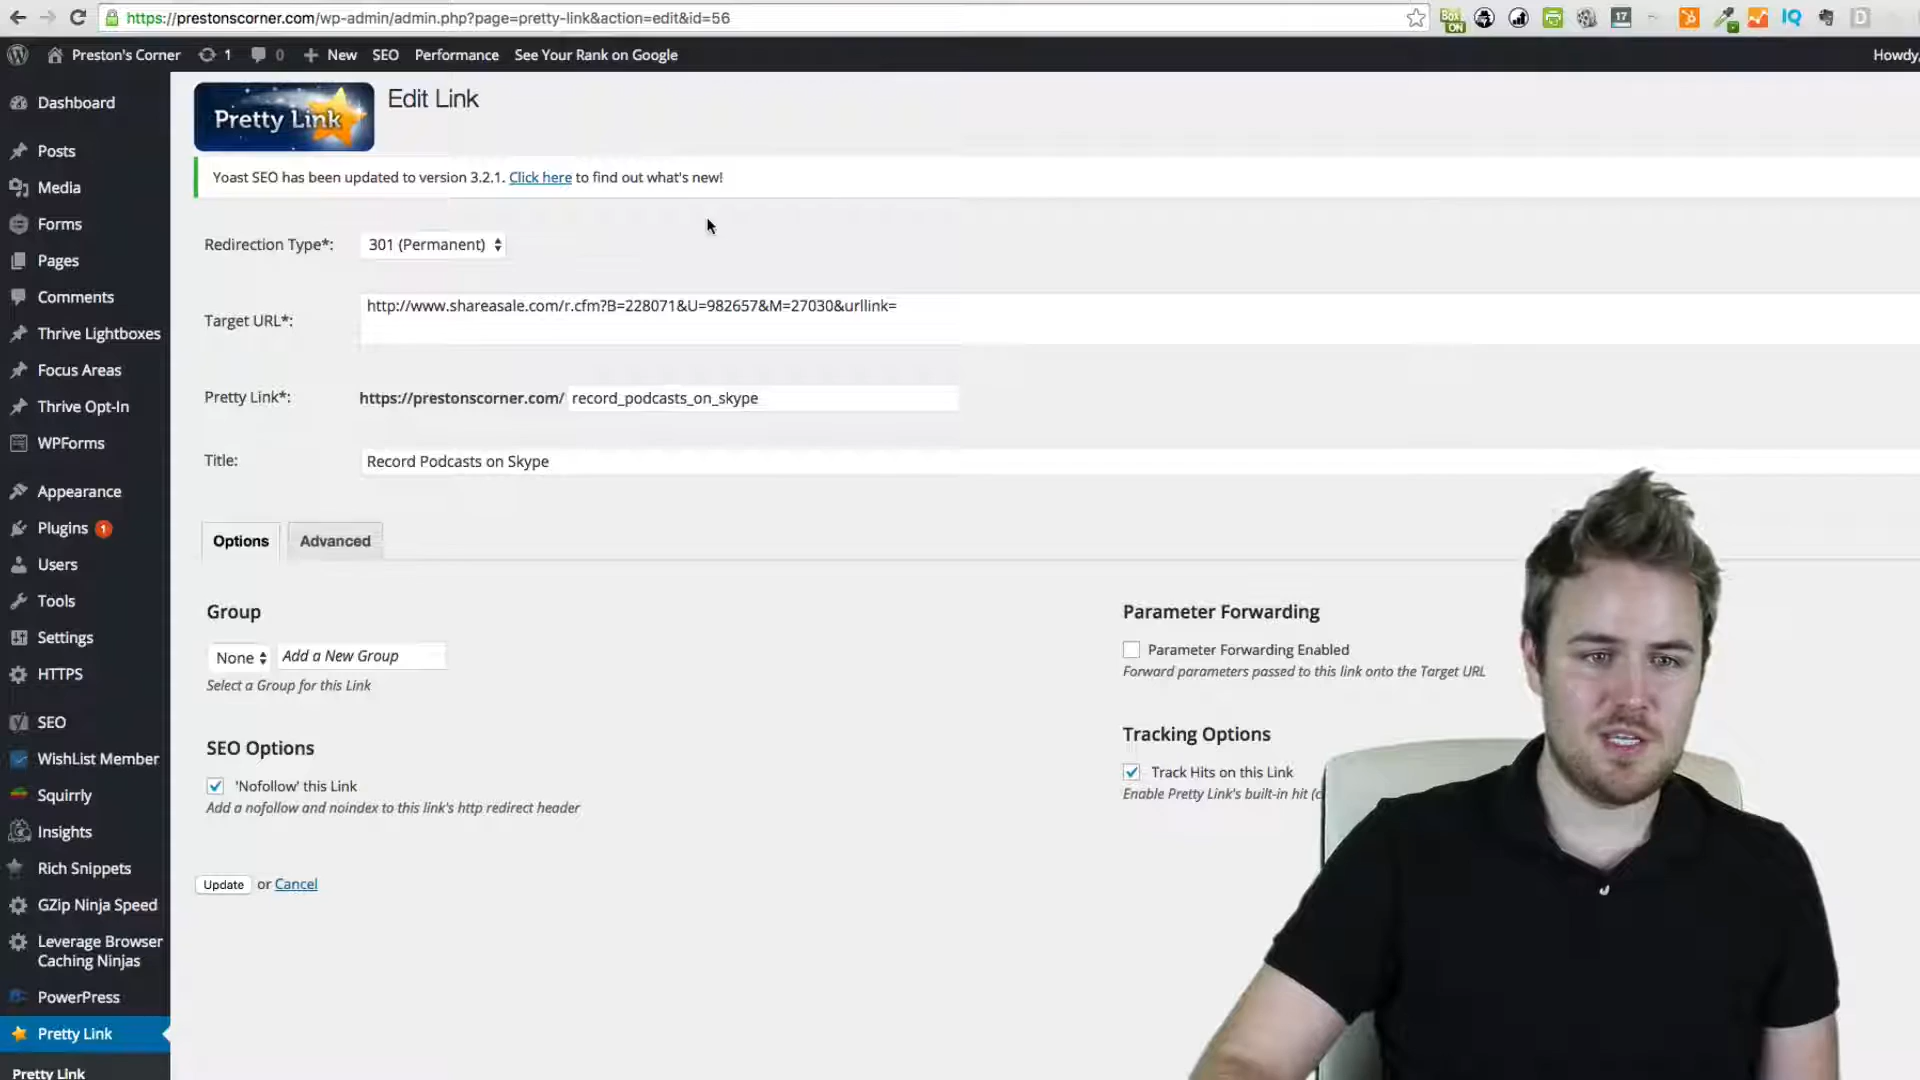 https://prestonscorner.com/wp-admin/admin.php?page=pretty-link&action=edit&id=56
Box
ON
17
IQ
D
Preston's Corner
1
0
New
SEO
Performance
See Your Rank on Google
Howdy,
Dashboard
Posts
Media
Forms
Pages
Comments
Thrive Lightboxes
Focus Areas
Thrive Opt-In
WPForms
Appearance
Plugins 1
Users
Tools
Settings
HTTPS
SEO
WishList Member
Squirrly
Insights
Rich Snippets
GZip Ninja Speed
Leverage Browser
Caching Ninjas
PowerPress
Pretty Link
Pretty Link
Pretty Link
Edit Link
Yoast SEO has been updated to version 3.2.1. Click here to find out what's new!
Redirection Type*: 301 (Permanent)
Target URL*: http://www.shareasale.com/r.cfm?B=228071&U=982657&M=27030&urllink=
Pretty Link*: https://prestonscorner.com/ record_podcasts_on_skype
Title: Record Podcasts on Skype
Options
Advanced
Group
None Add a New Group
Select a Group for this Link
SEO Options
'Nofollow' this Link
Add a nofollow and noindex to this link's http redirect header
Update or Cancel
Parameter Forwarding
Parameter Forwarding Enabled
Forward parameters passed to this link onto the Target URL
Tracking Options
Track Hits on this Link
Enable Pretty Link's built-in hit (c